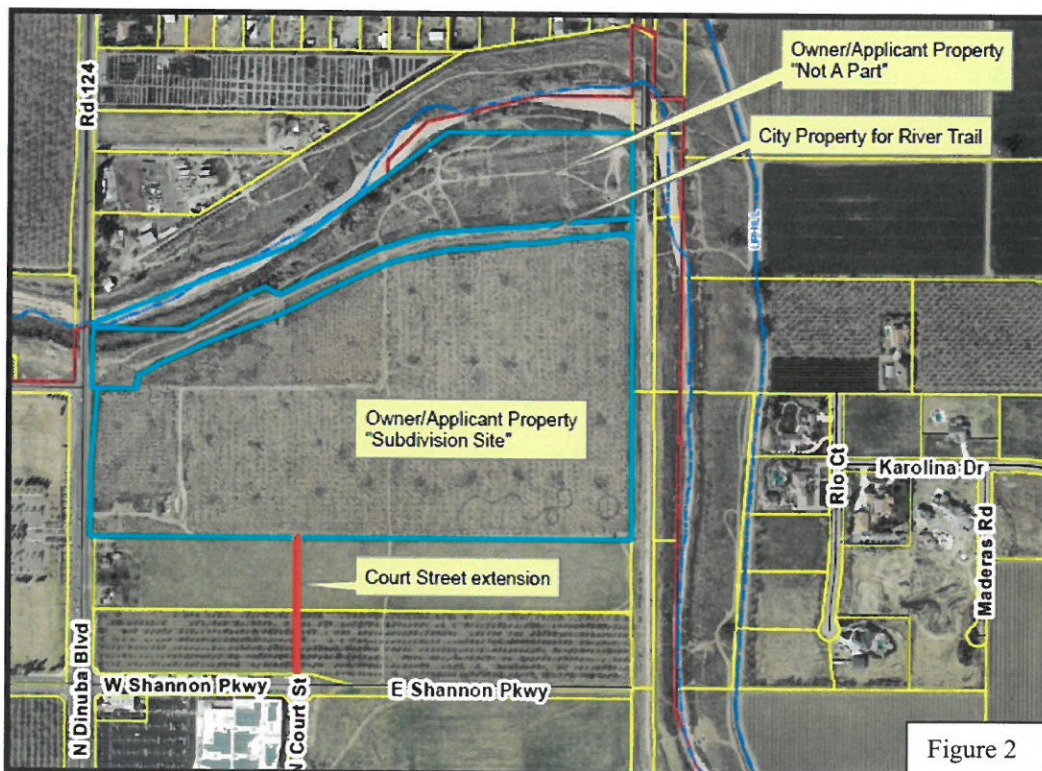 Rd 124
Owner/Applicant Property
"Not A Part"
City Property for River Trail
Owner/Applicant Property
"Subdivision Site"
Rio Ct
Karolina Dr
Maderas Rd
Court Street extension
N Dinuba Blvd
W Shannon Pkwy
N Court St
E Shannon Pkwy
Figure 2